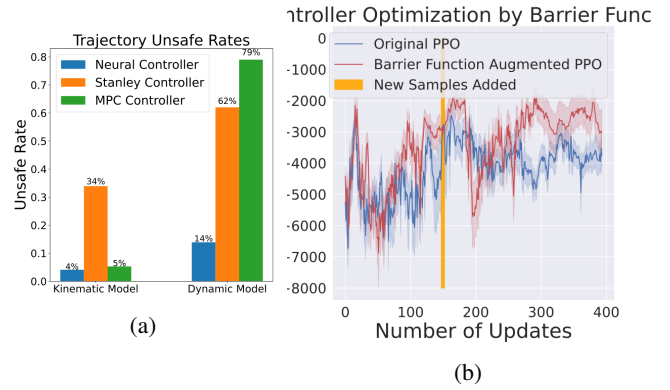 Trajectory Unsafe Rates
Neural Controller
Stanley Controller
MPC Controller
Unsafe Rate
0.8
0.7
0.6
0.5
0.4
0.3
0.2
0.1
0.0
4%
34%
5%
14%
62%
79%
Kinematic Model
Dynamic Model
(a)
ntroller Optimization by Barrier Func
Original PPO
Barrier Function Augmented PPO
New Samples Added
0
-1000
-2000
-3000
-4000
-5000
-6000
-7000
-8000
0
100
200
300
400
Number of Updates
(b)